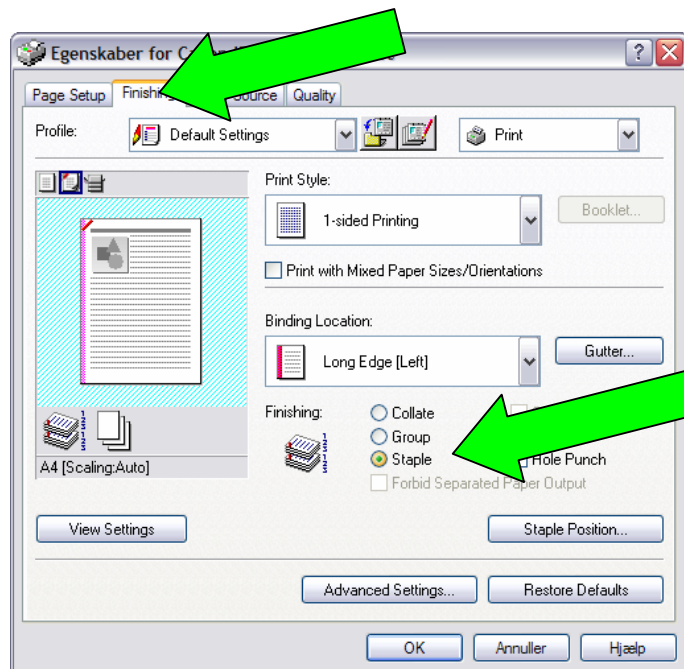 Egenskaber for
Page Setup Finishing Quality
Profile:
Default Settings
Print
Print Style:
1-sided Printing
Booklet...
Print with Mixed Paper Sizes/Orientations
Binding Location:
Long Edge [Left]
Gutter...
Finishing:
Collate
Group
Staple
Hole Punch
Forbid Separated Paper Output
A4 [Scaling:Auto]
View Settings
Staple Position...
Advanced Settings...
Restore Defaults
OK
Annuller
Hjælp